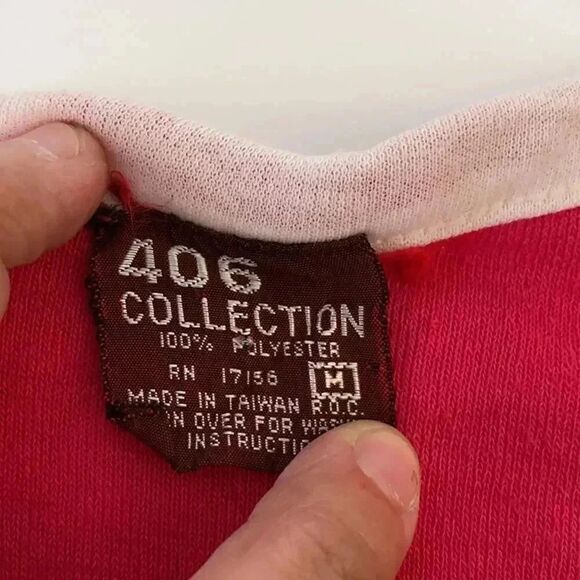 406
COLLECTION
100% POLYESTER
RN 17156 M
MADE IN TAIWAN R.O.C.
OVER FOR